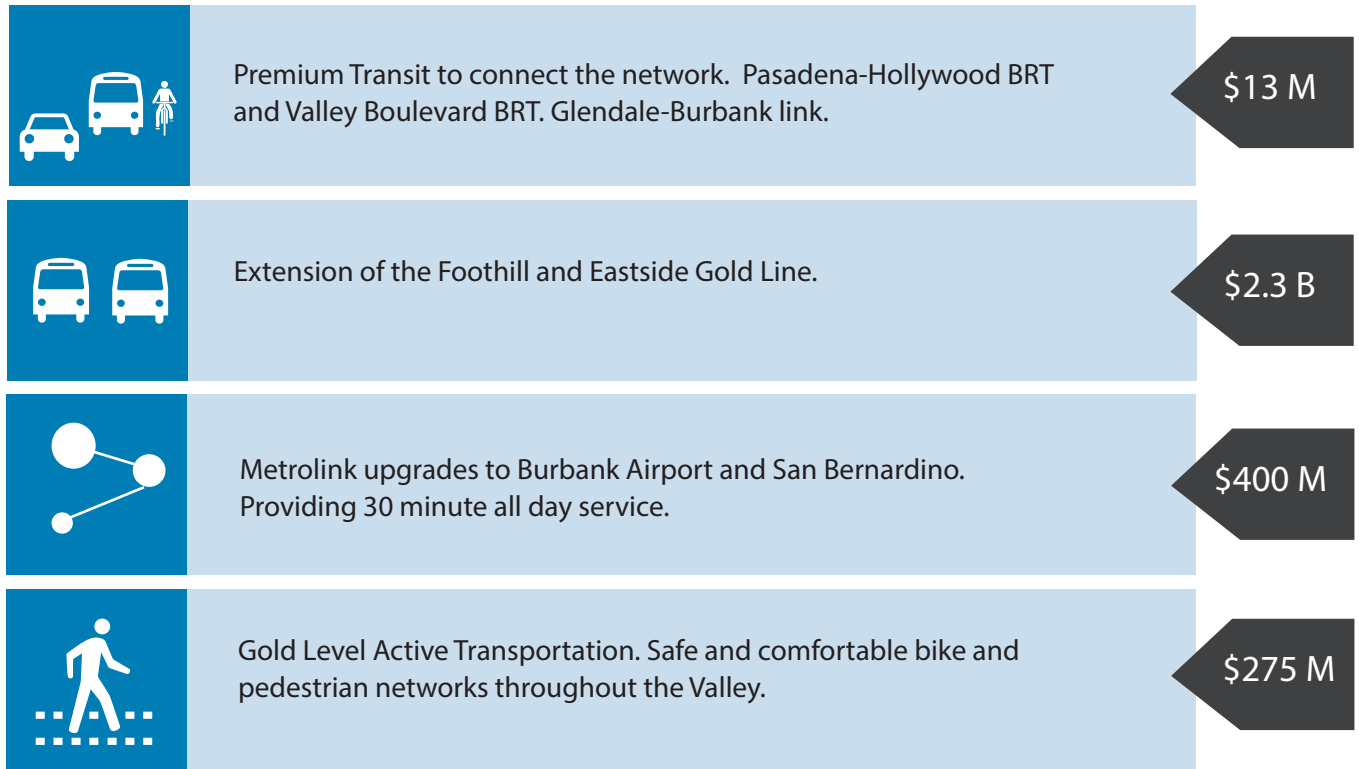 Premium Transit to connect the network.  Pasadena-Hollywood BRT
and Valley Boulevard BRT. Glendale-Burbank link.
$13 M
Extension of the Foothill and Eastside Gold Line.
$2.3 B
Metrolink upgrades to Burbank Airport and San Bernardino.
Providing 30 minute all day service.
$400 M
Gold Level Active Transportation. Safe and comfortable bike and
pedestrian networks throughout the Valley.
$275 M